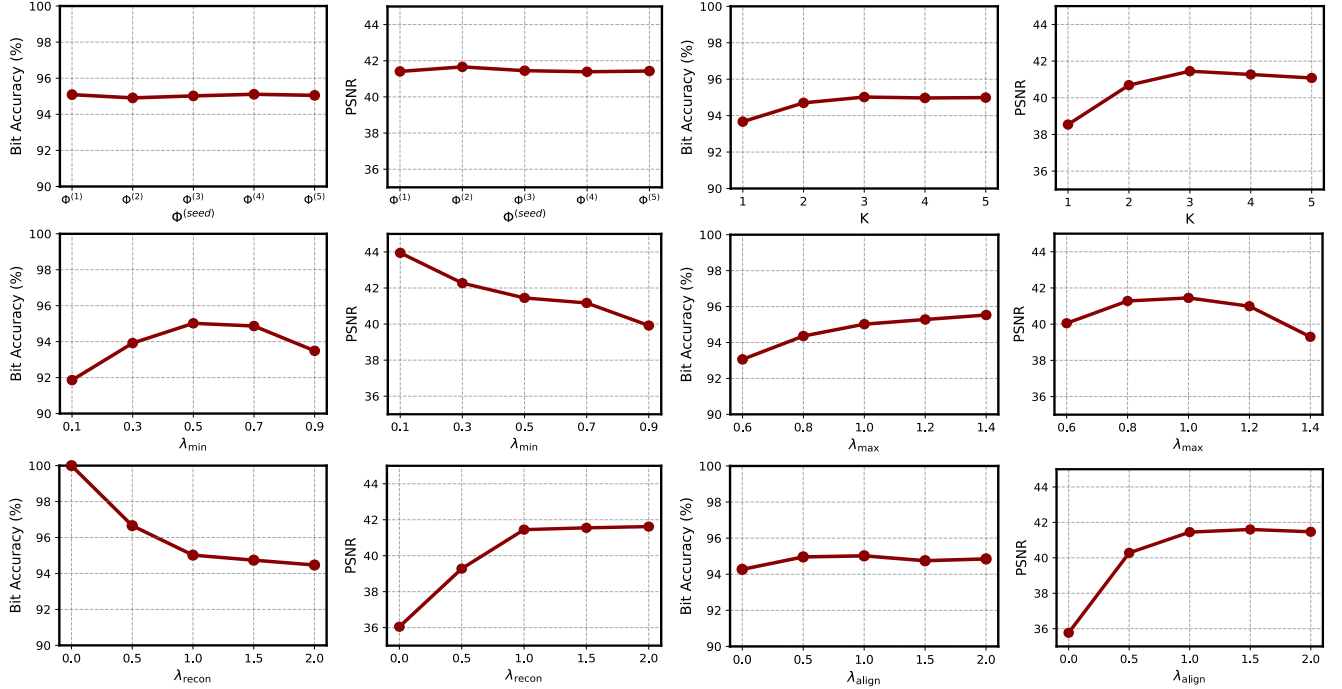 Bit Accuracy (%)
100
98
96
94
92
90
Φ(1) Φ(2) Φ(3) Φ(4) Φ(5)
Φ(seed)
PSNR
44
42
40
38
36
Φ(1) Φ(2) Φ(3) Φ(4) Φ(5)
Φ(seed)
Bit Accuracy (%)
100
98
96
94
92
90
1 2 3 4 5
K
PSNR
44
42
40
38
36
1 2 3 4 5
K
Bit Accuracy (%)
100
98
96
94
92
90
0.1 0.3 0.5 0.7 0.9
λmin
PSNR
44
42
40
38
36
0.1 0.3 0.5 0.7 0.9
λmin
Bit Accuracy (%)
100
98
96
94
92
90
0.6 0.8 1.0 1.2 1.4
λmax
PSNR
44
42
40
38
36
0.6 0.8 1.0 1.2 1.4
λmax
Bit Accuracy (%)
100
98
96
94
92
90
0.0 0.5 1.0 1.5 2.0
λrecon
PSNR
44
42
40
38
36
0.0 0.5 1.0 1.5 2.0
λrecon
Bit Accuracy (%)
100
98
96
94
92
90
0.0 0.5 1.0 1.5 2.0
λalign
PSNR
44
42
40
38
36
0.0 0.5 1.0 1.5 2.0
λalign